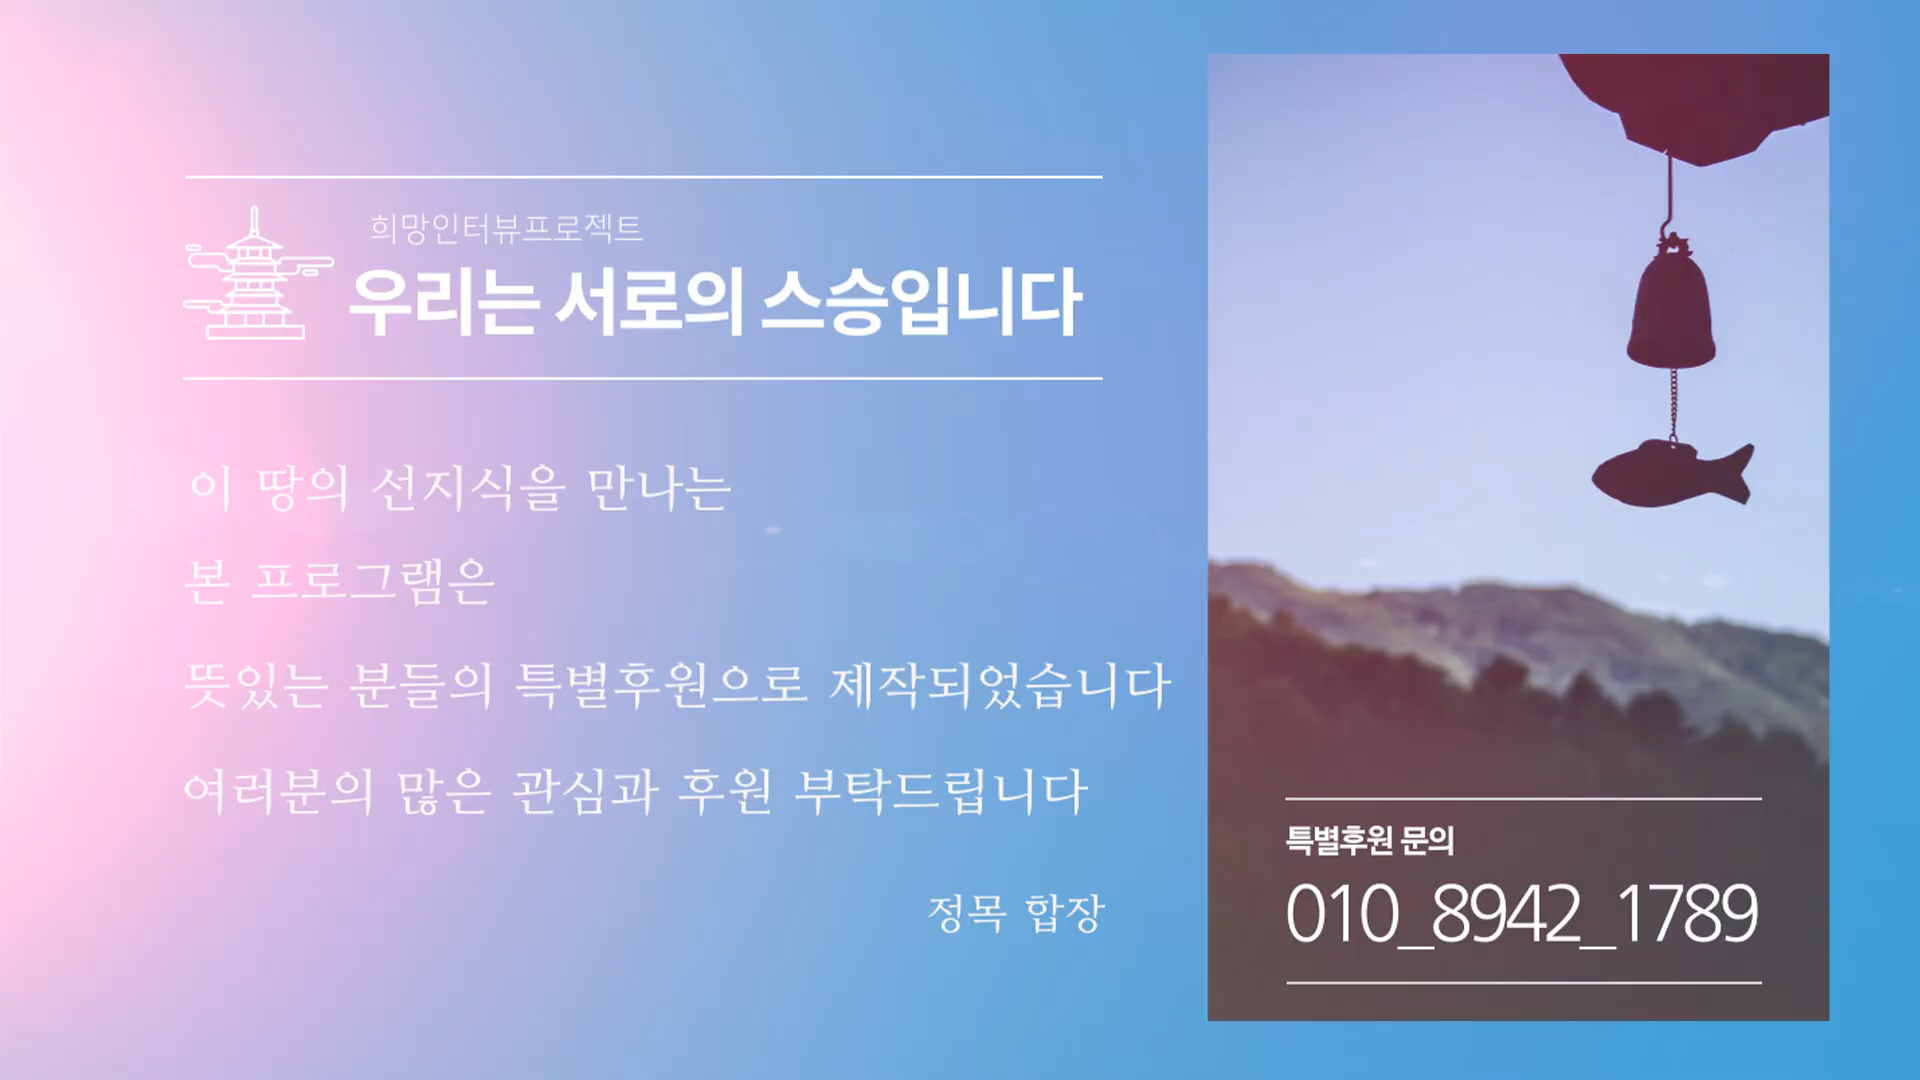 희망인터뷰프로젝트
우리는 서로의 스승입니다
이 땅의 선지식을 만나는
본 프로그램은
뜻있는 분들의 특별후원으로 제작되었습니다
여러분의 많은 관심과 후원 부탁드립니다
정목 합장
특별후원 문의
010_8942_1789